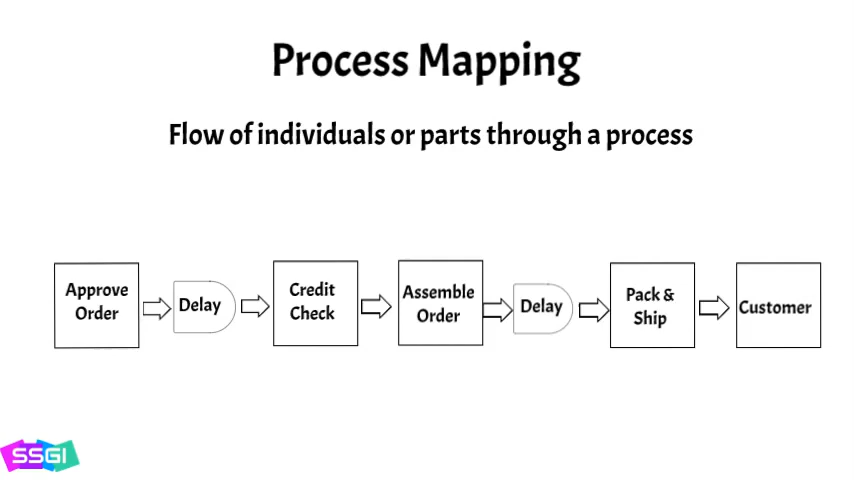 Process Mapping
Flow of individuals or parts through a process
Approve
Order
Delay
Credit
Check
Assemble
Order
Delay
Pack &
Ship
Customer
SSGI